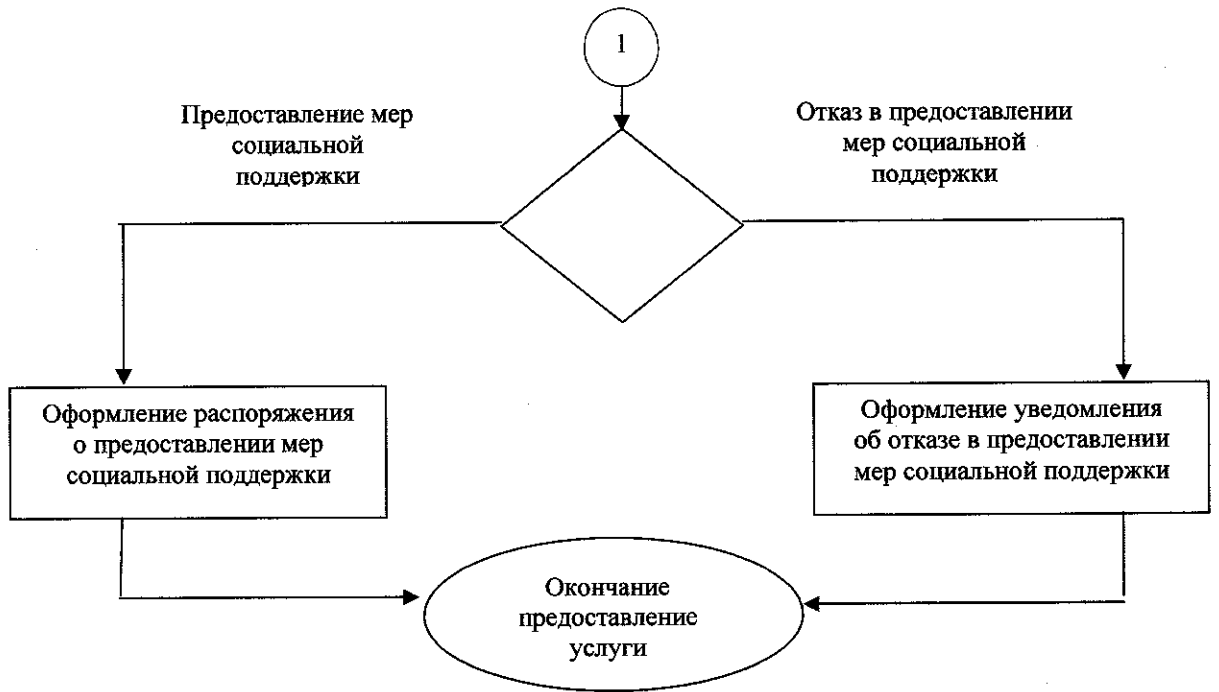 1
Предоставление мер
социальной
поддержки
Отказ в предоставлении
мер социальной
поддержки
Оформление распоряжения
о предоставлении мер
социальной поддержки
Оформление уведомления
об отказе в предоставлении
мер социальной поддержки
Окончание
предоставление
услуги